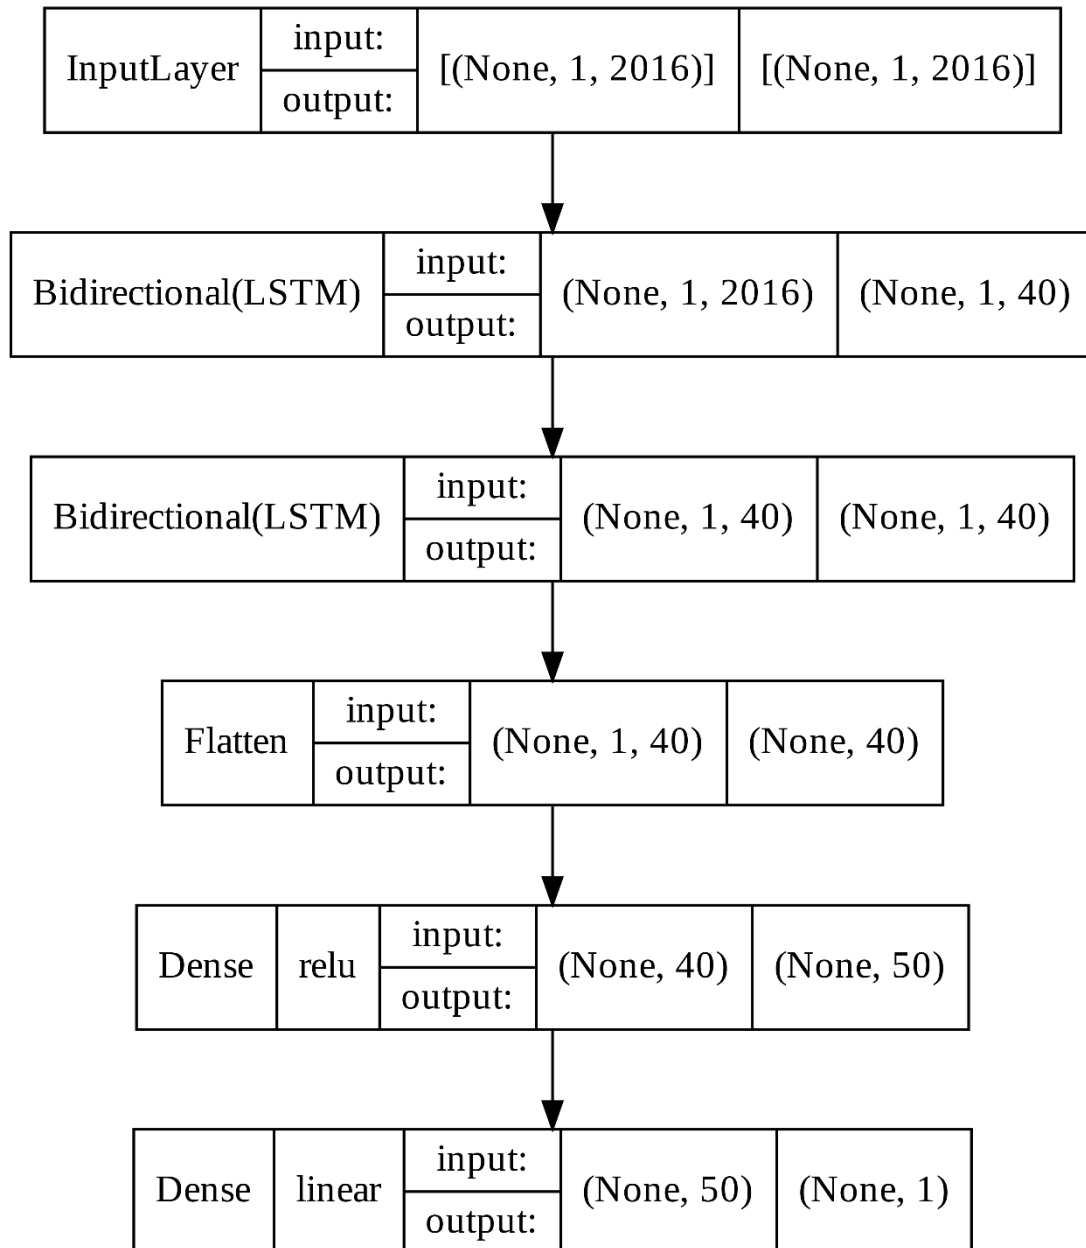 InputLayer
input:
output:
[(None, 1, 2016)]
[(None, 1, 2016)]
Bidirectional(LSTM)
input:
output:
(None, 1, 2016)
(None, 1, 40)
Bidirectional(LSTM)
input:
output:
(None, 1, 40)
(None, 1, 40)
Flatten
input:
output:
(None, 1, 40)
(None, 40)
Dense
relu
input:
output:
(None, 40)
(None, 50)
Dense
linear
input:
output:
(None, 50)
(None, 1)